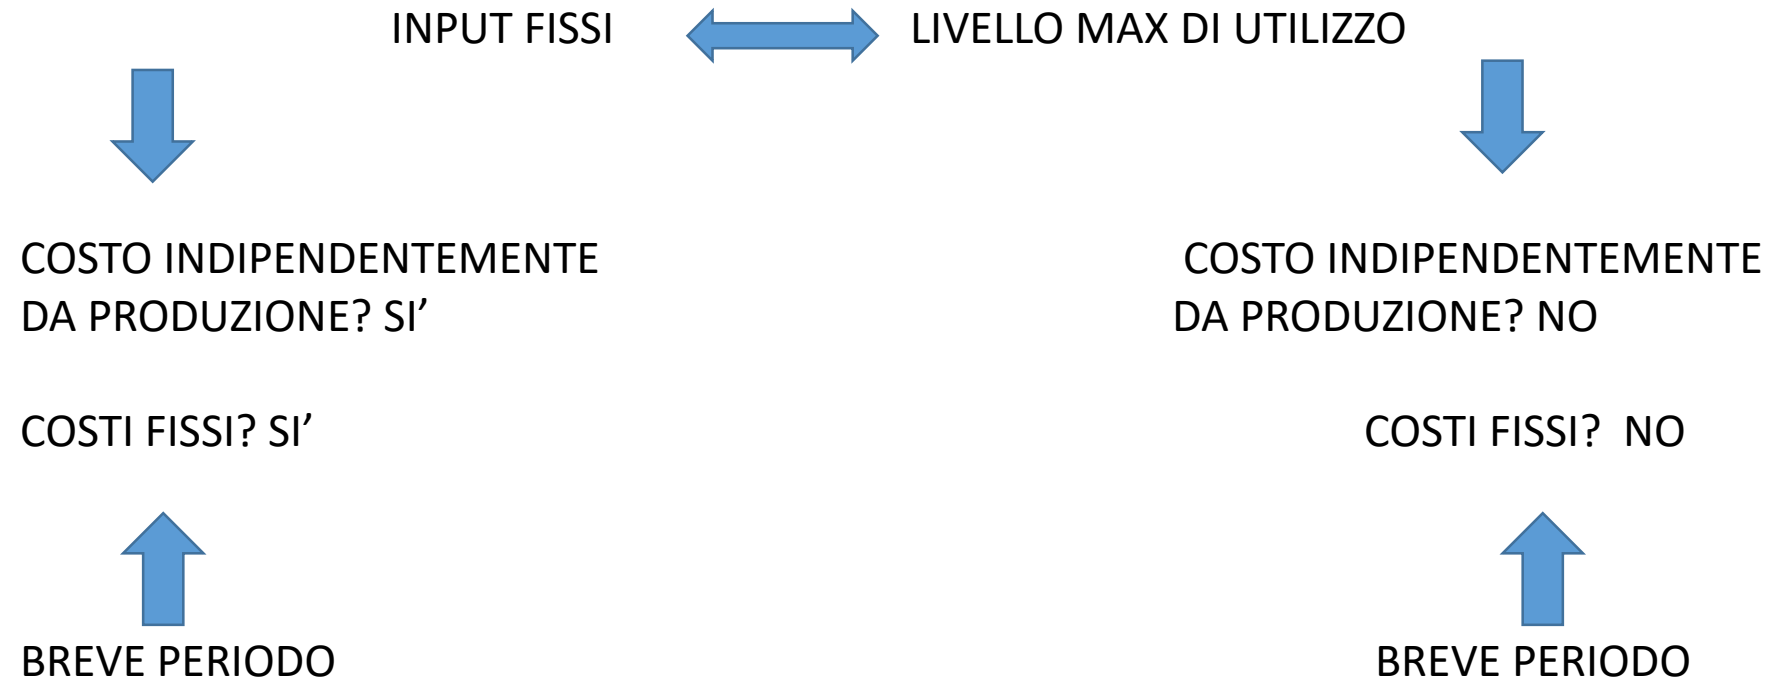 INPUT FISSI
LIVELLO MAX DI UTILIZZO
COSTO INDIPENDENTEMENTE
DA PRODUZIONE? SI’
COSTO INDIPENDENTEMENTE
DA PRODUZIONE? NO
COSTI FISSI? SI’
COSTI FISSI? NO
BREVE PERIODO
BREVE PERIODO